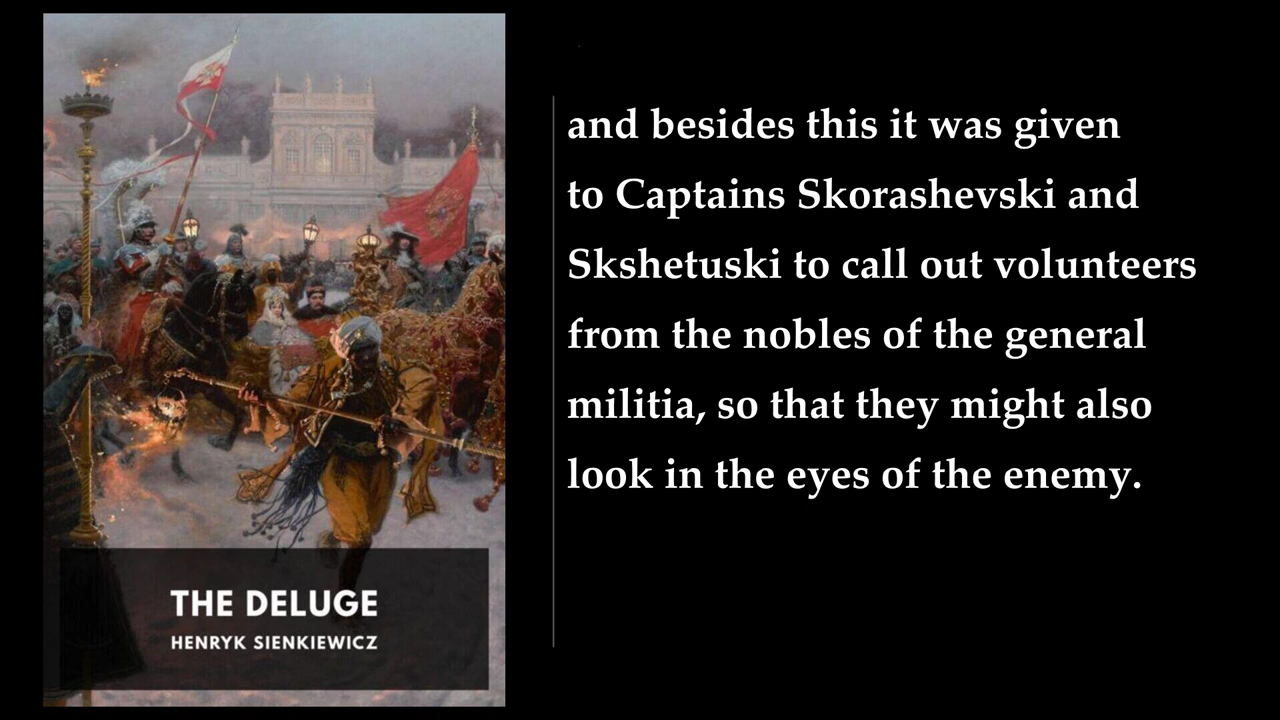 and besides this it was given
to Captains Skorashevski and
Skshetuski to call out volunteers
from the nobles of the general
militia, so that they might also
look in the eyes of the enemy.
THE DELUGE
HENRYK SIENKIEWICZ